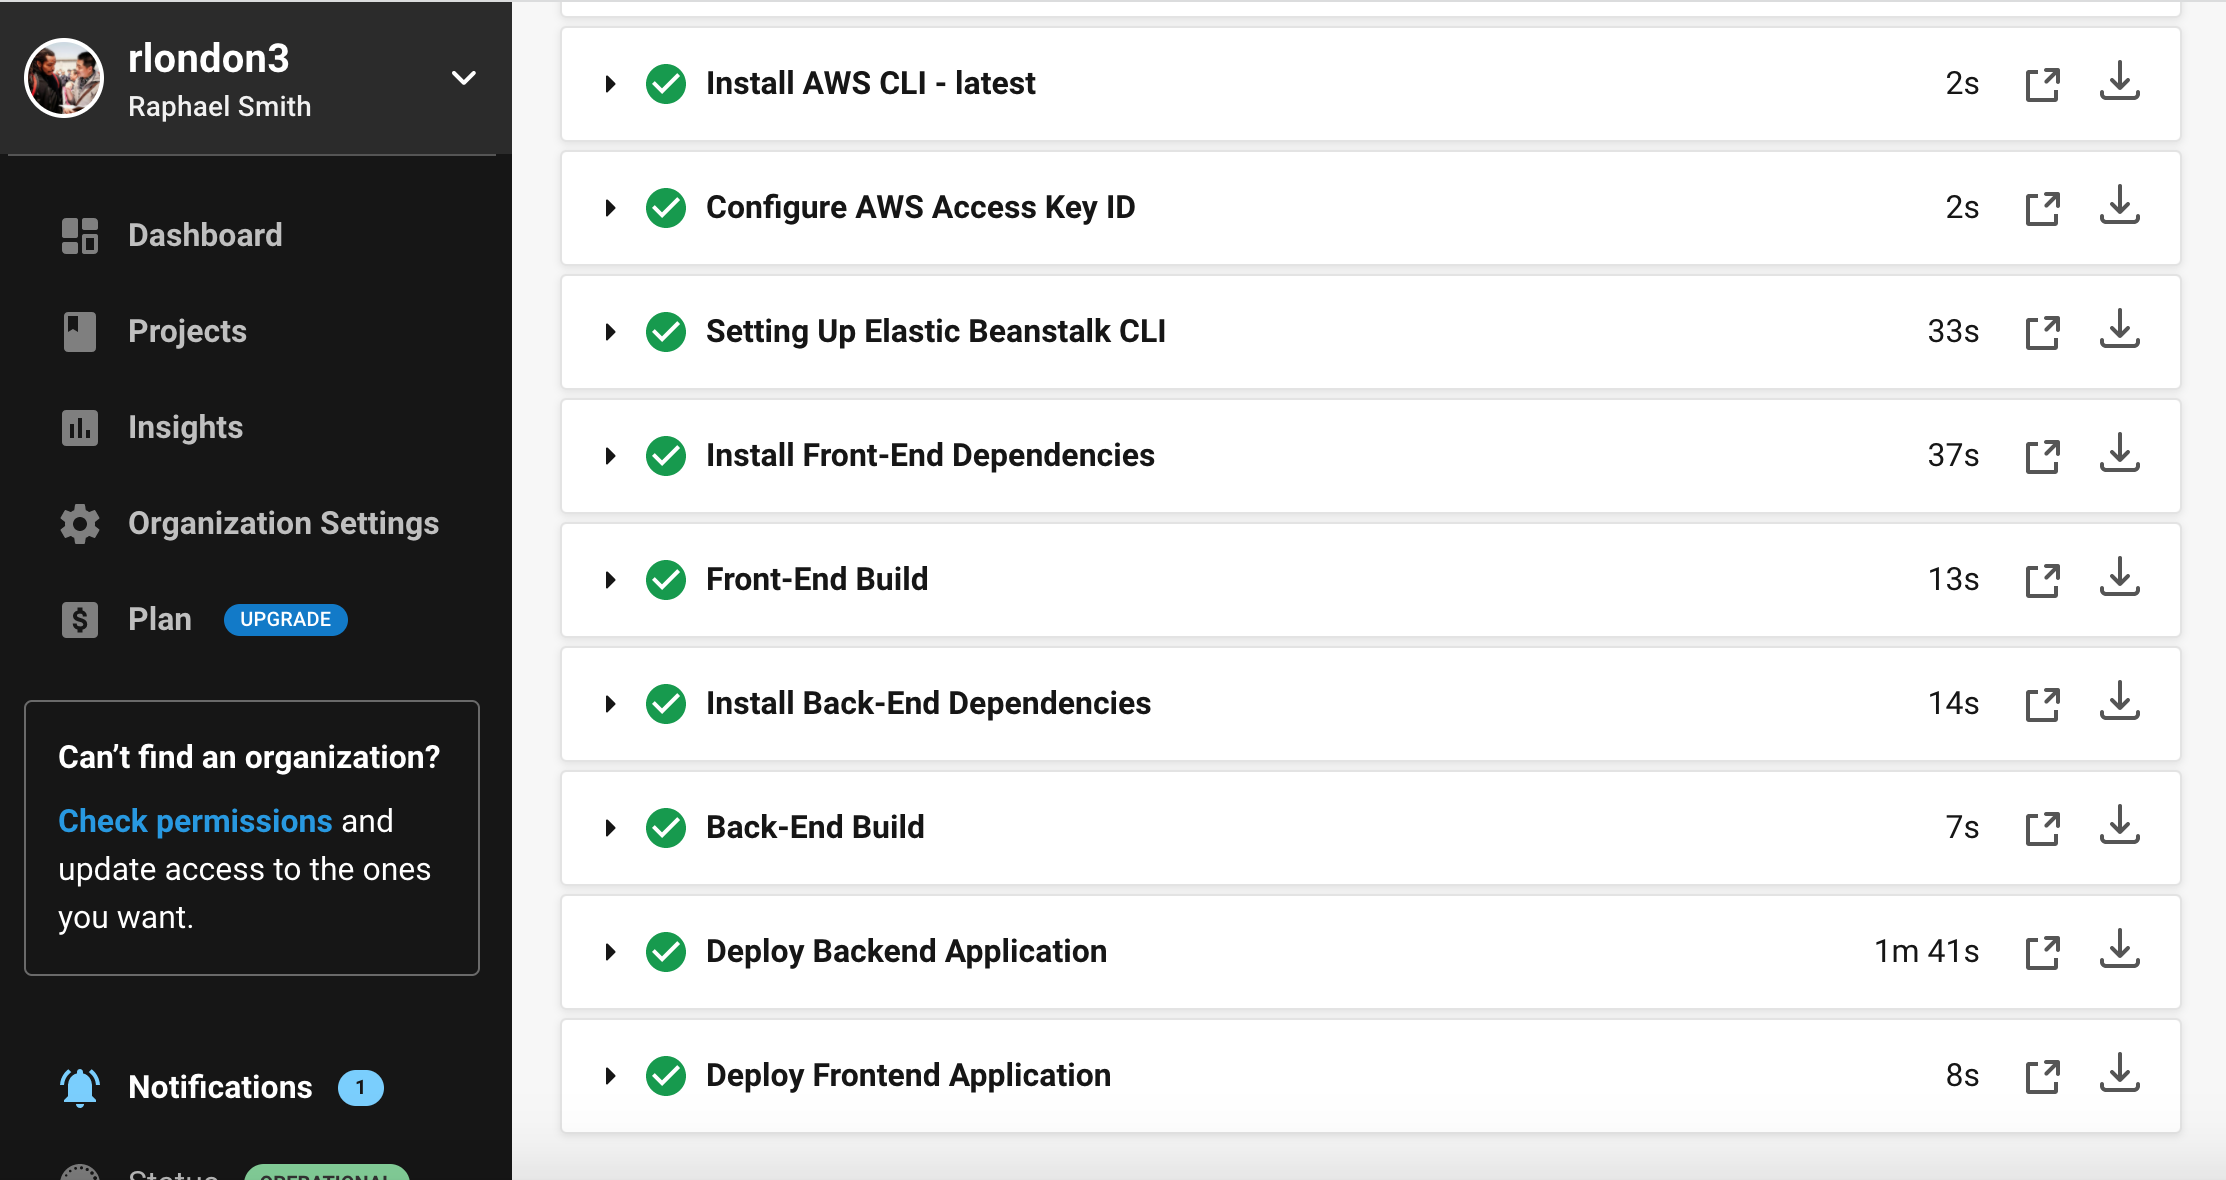 rlondon3
Raphael Smith
Dashboard
Projects
Insights
Organization Settings
Plan UPGRADE
Can’t find an organization?
Check permissions and
update access to the ones
you want.
Notifications 1
Status OPERATIONAL
Install AWS CLI - latest 2s
Configure AWS Access Key ID 2s
Setting Up Elastic Beanstalk CLI 33s
Install Front-End Dependencies 37s
Front-End Build 13s
Install Back-End Dependencies 14s
Back-End Build 7s
Deploy Backend Application 1m 41s
Deploy Frontend Application 8s